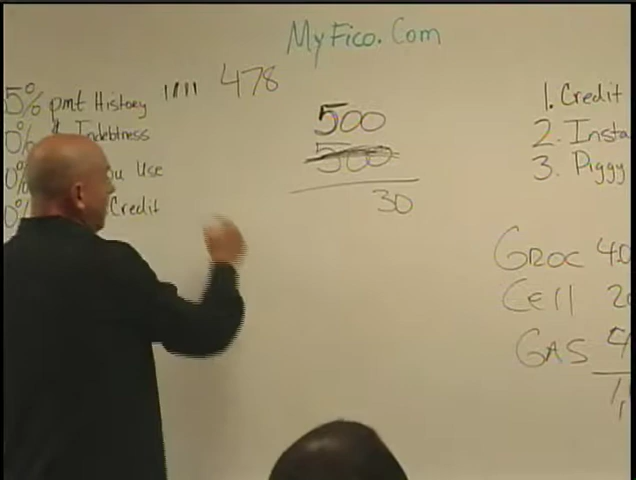 MyFico.Com
5% pmt History 478
0% Indebtness
0% ou Use
0% Credit
500
500
30
1. Credit
2. Insta
3. Piggy
Groc 40
Cell 2
GAS